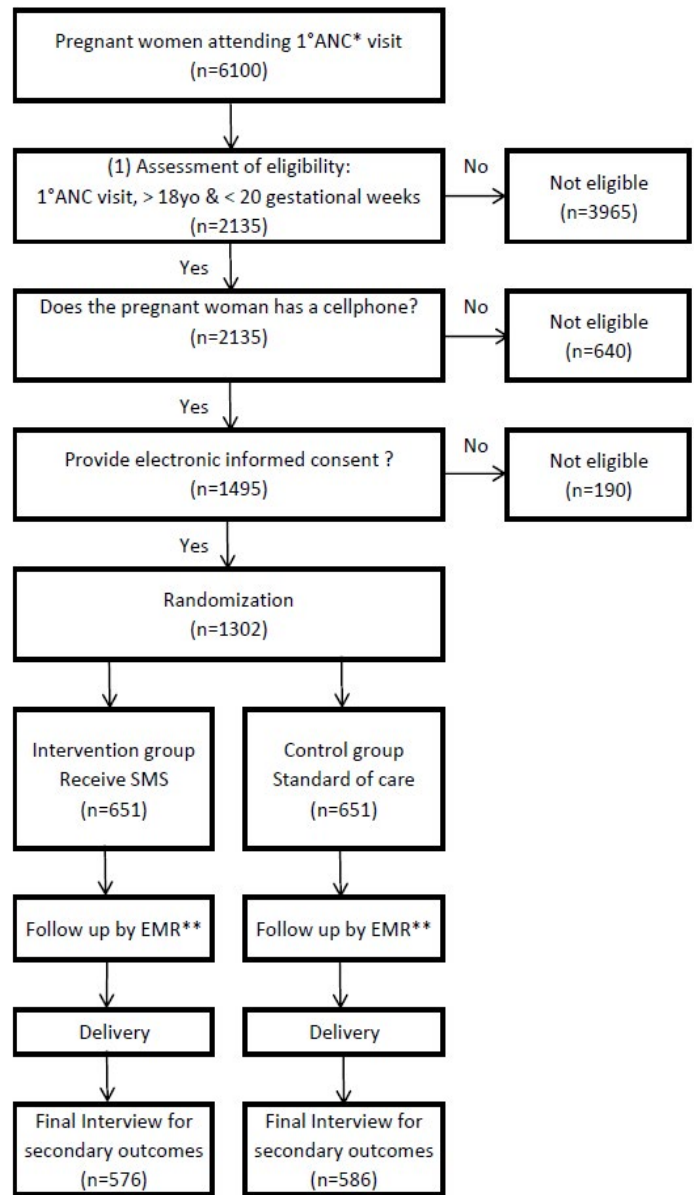 Pregnant women attending 1°ANC* visit
(n=6100)
(1) Assessment of eligibility:
1°ANC visit, > 18yo & < 20 gestational weeks
(n=2135)
No
Not eligible
(n=3965)
Yes
Does the pregnant woman has a cellphone?
(n=2135)
No
Not eligible
(n=640)
Yes
Provide electronic informed consent ?
(n=1495)
No
Not eligible
(n=190)
Yes
Randomization
(n=1302)
Intervention group
Receive SMS
(n=651)
Control group
Standard of care
(n=651)
Follow up by EMR**
Follow up by EMR**
Delivery
Delivery
Final Interview for
secondary outcomes
(n=576)
Final Interview for
secondary outcomes
(n=586)